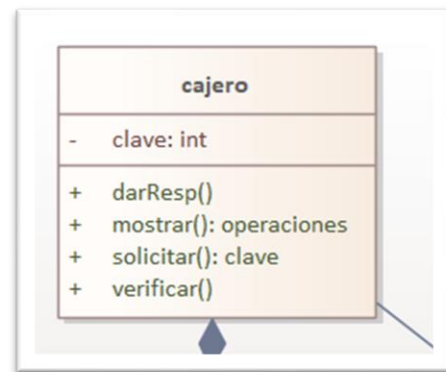 cajero
- clave: int
+ darResp()
+ mostrar(): operaciones
+ solicitar(): clave
+ verificar()